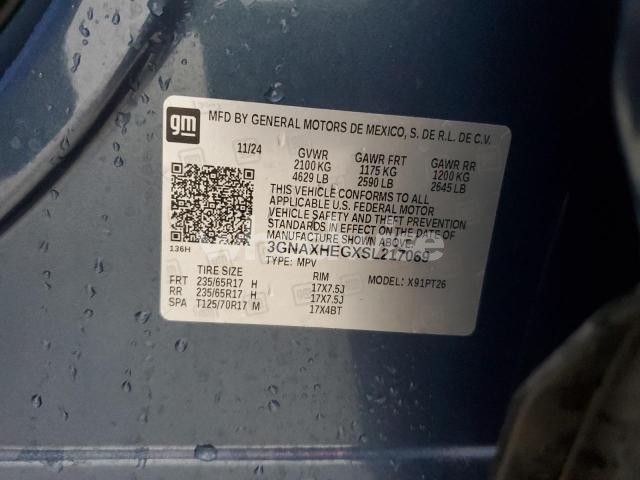 gm
MFD BY GENERAL MOTORS DE MEXICO, S. DE R.L. DE C.V.
11/24 GVWR GAWR FRT GAWR RR
2100 KG 1175 KG 1200 KG
4629 LB 2590 LB 2645 LB
THIS VEHICLE CONFORMS TO ALL
APPLICABLE U.S. FEDERAL MOTOR
VEHICLE SAFETY AND THEFT PREVENTION
STANDARDS IN EFFECT ON THE DATE OF
MANUFACTURE SHOWN ABOVE.
136H 3GNAXHEGXSL217069
TYPE: MPV
TIRE SIZE RIM MODEL: X91PT26
FRT 235/65R17 H 17X7.5J
RR 235/65R17 H 17X7.5J
SPA T125/70R17 M 17X4BT